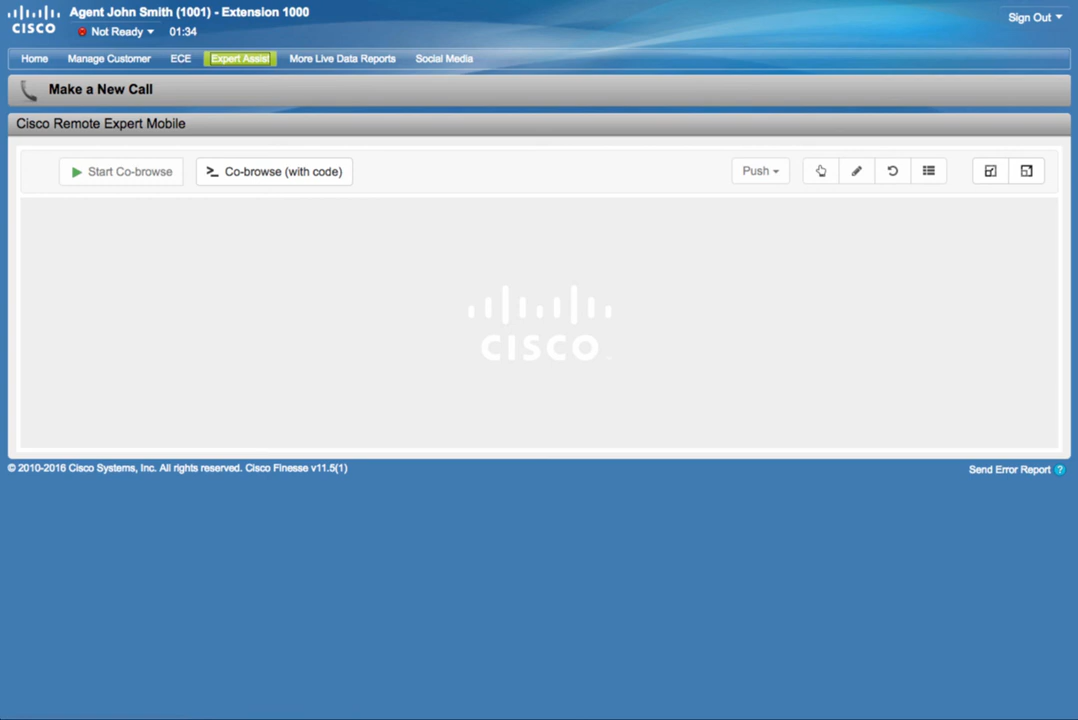 Agent John Smith (1001) - Extension 1000
Sign Out
CISCO
Not Ready 01:34
Home Manage Customer ECE Expert Assist More Live Data Reports Social Media
Make a New Call
Cisco Remote Expert Mobile
Start Co-browse Co-browse (with code) Push
CISCO
© 2010-2016 Cisco Systems, Inc. All rights reserved. Cisco Finesse v11.5(1)
Send Error Report ?